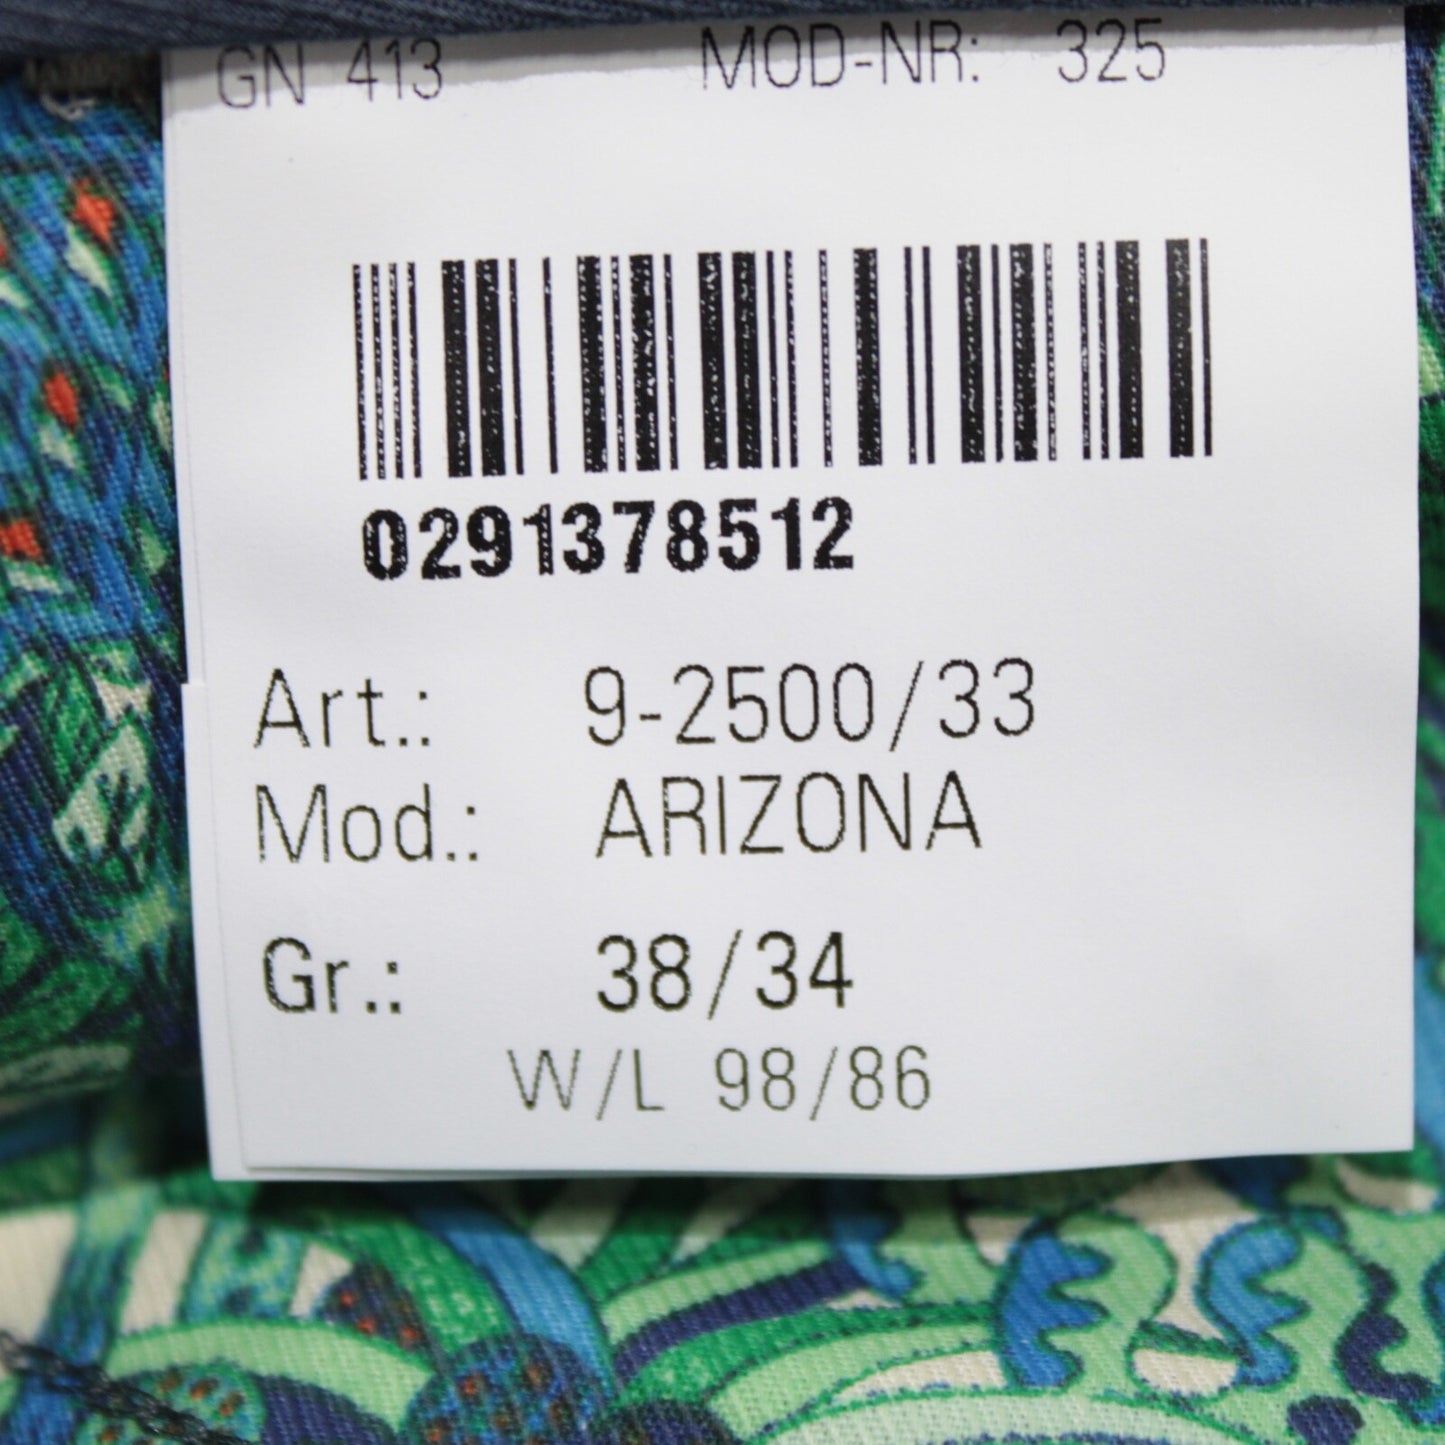 GN 413 MOD-NR: 325
0291378512
Art.: 9-2500/33
Mod.: ARIZONA
Gr.: 38/34
W/L 98/86